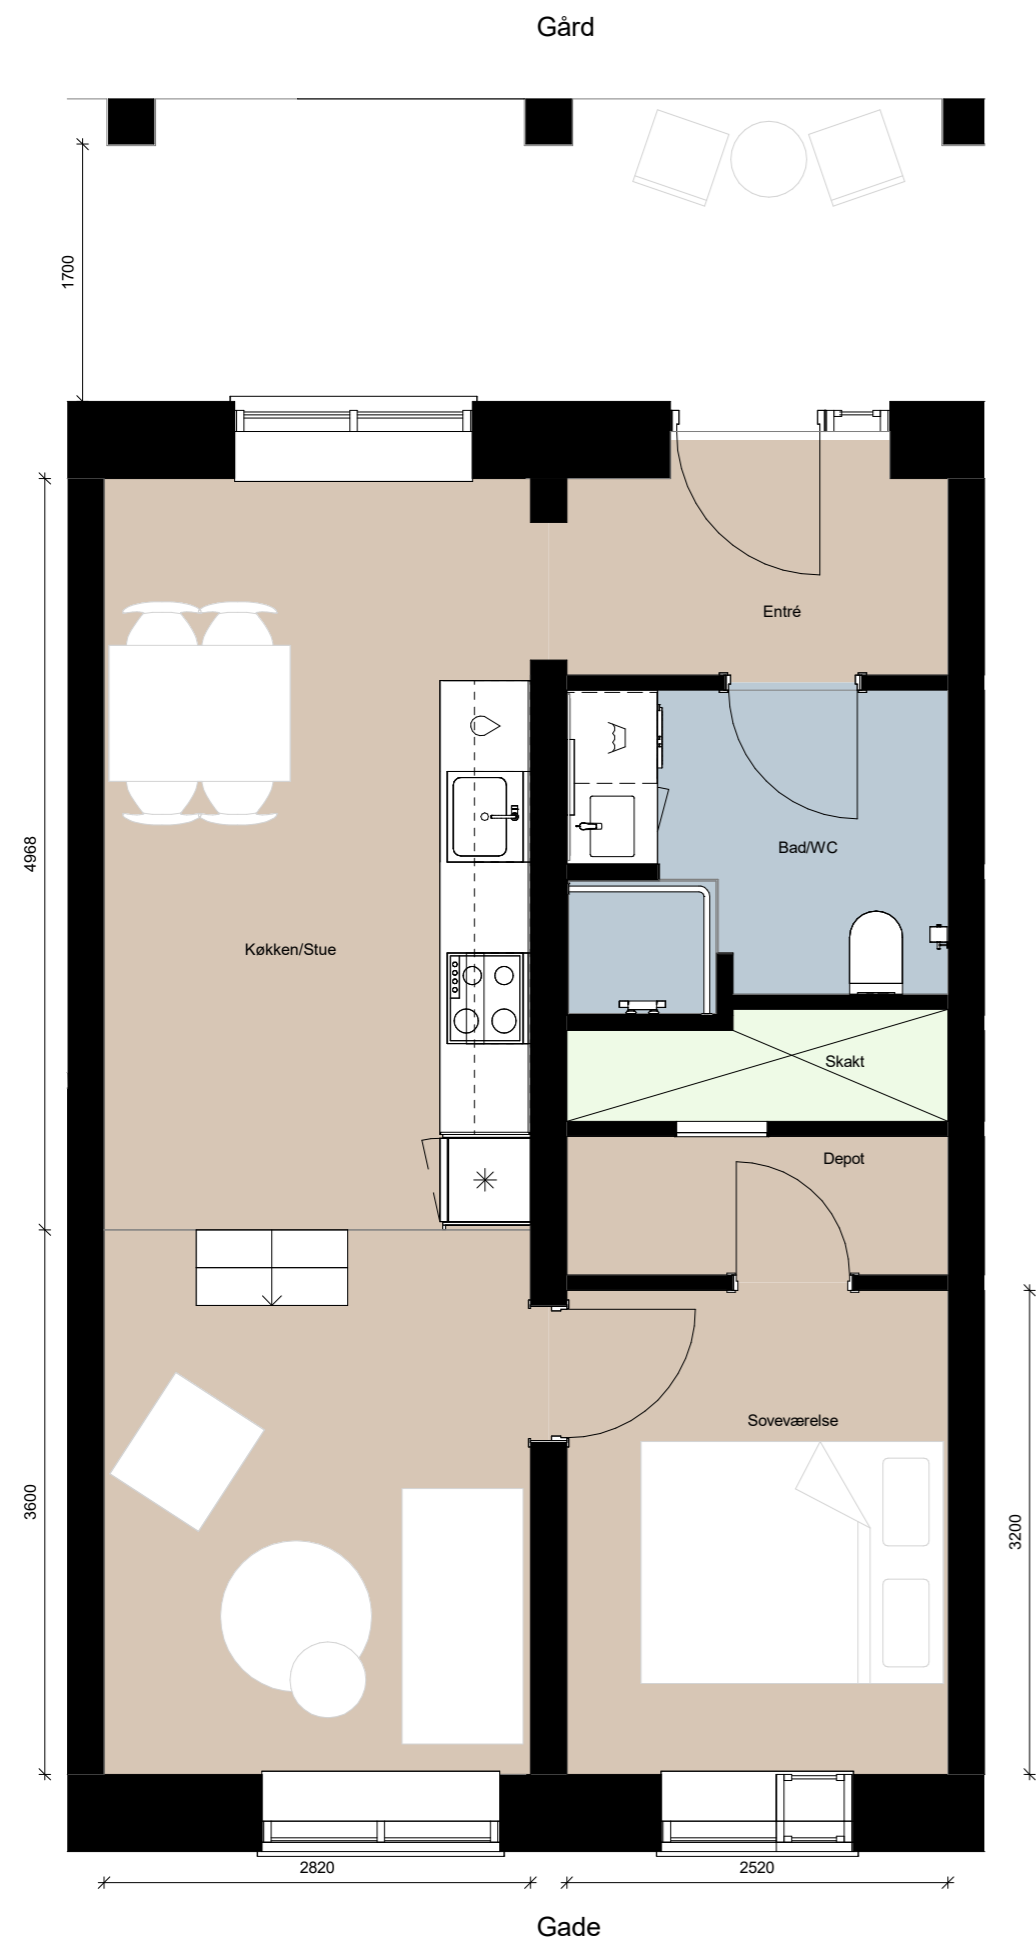 Gård
1700
Entré
4968
Bad/WC
Køkken/Stue
Skakt
Depot
Soveværelse
3600
3200
2820
2520
Gade